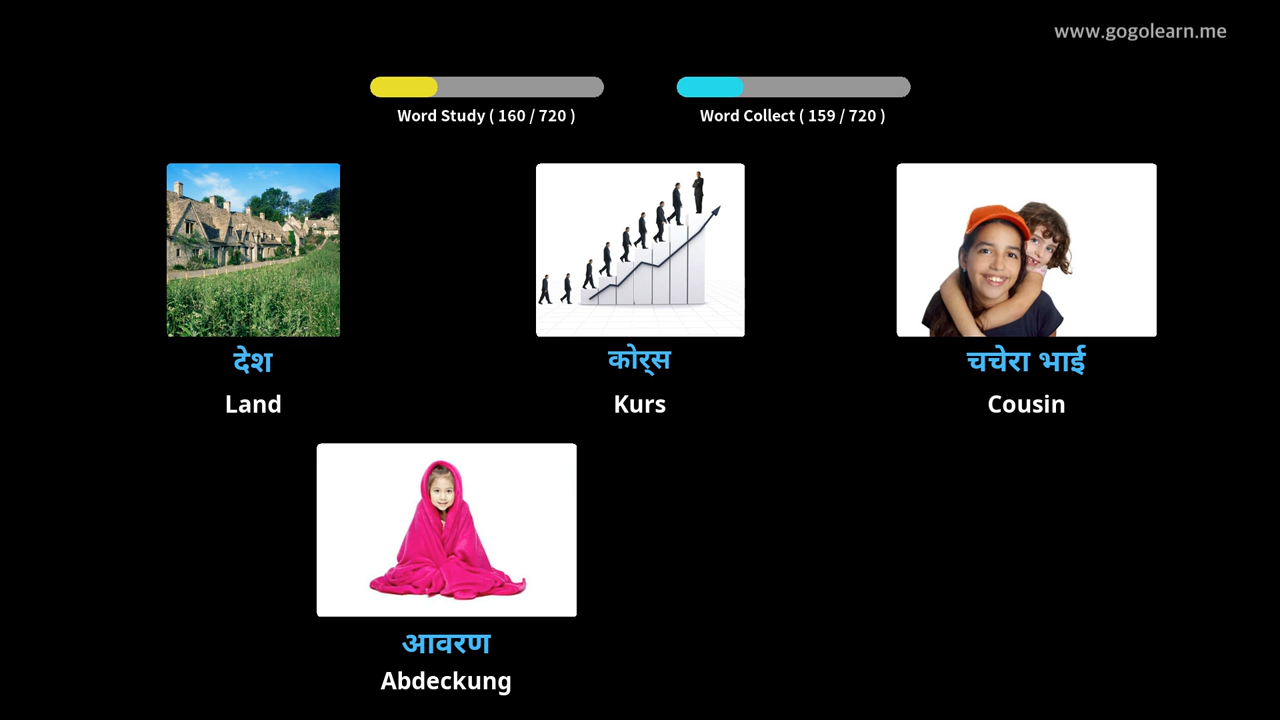 www.gogolearn.me
Word Study ( 160 / 720 )
Word Collect ( 159 / 720 )
देश
Land
कोर्स
Kurs
चचेरा भाई
Cousin
आवरण
Abdeckung